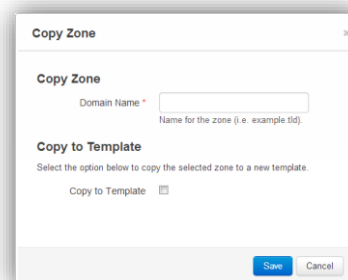 Copy Zone
×
Copy Zone
Domain Name *
Name for the zone (i.e. example.tld).
Copy to Template
Select the option below to copy the selected zone to a new template.
Copy to Template
Save Cancel